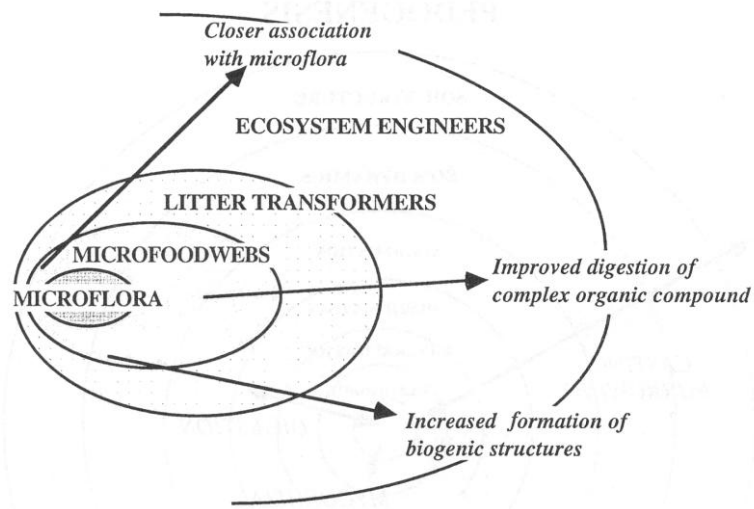 Closer association
with microflora
ECOSYSTEM ENGINEERS
LITTER TRANSFORMERS
MICROFOODWEBS
MICROFLORA
Improved digestion of
complex organic compound
Increased formation of
biogenic structures